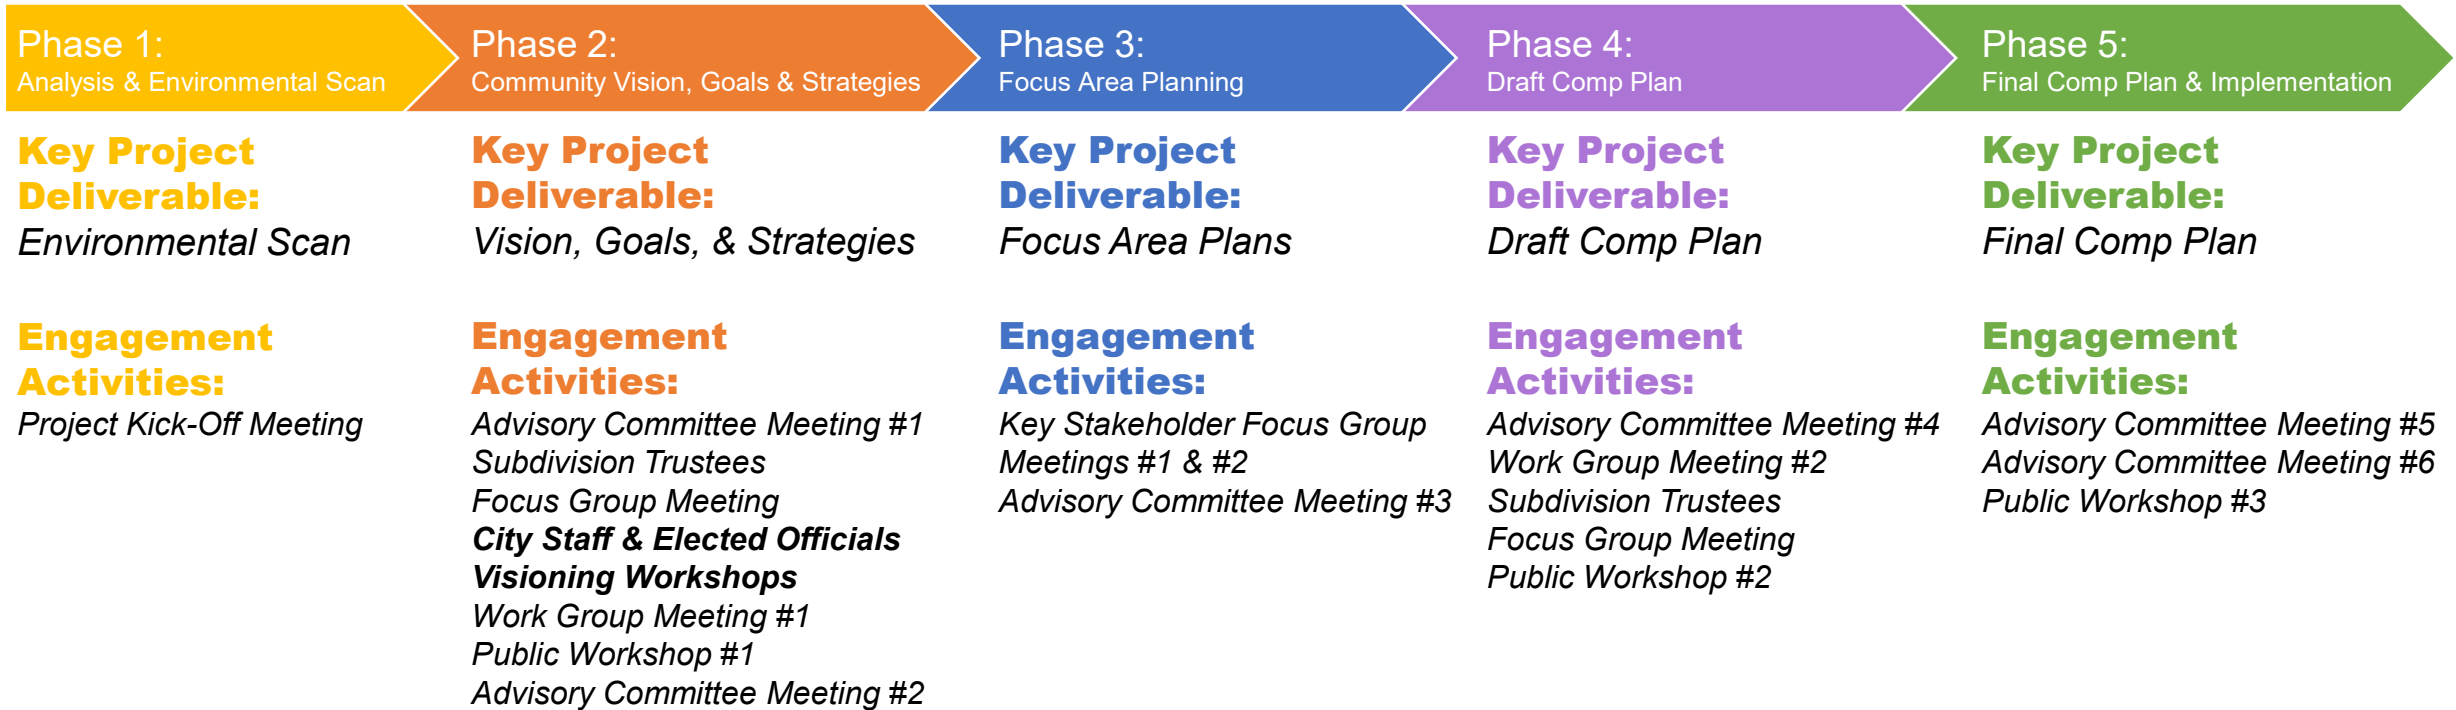 Phase 1:
Analysis & Environmental Scan
Key Project
Deliverable:
Environmental Scan
Engagement
Activities:
Project Kick-Off Meeting
Phase 2:
Community Vision, Goals & Strategies
Key Project
Deliverable:
Vision, Goals, & Strategies
Engagement
Activities:
Advisory Committee Meeting #1
Subdivision Trustees
Focus Group Meeting
City Staff & Elected Officials
Visioning Workshops
Work Group Meeting #1
Public Workshop #1
Advisory Committee Meeting #2
Phase 3:
Focus Area Planning
Key Project
Deliverable:
Focus Area Plans
Engagement
Activities:
Key Stakeholder Focus Group
Meetings #1 & #2
Advisory Committee Meeting #3
Phase 4:
Draft Comp Plan
Key Project
Deliverable:
Draft Comp Plan
Engagement
Activities:
Advisory Committee Meeting #4
Work Group Meeting #2
Subdivision Trustees
Focus Group Meeting
Public Workshop #2
Phase 5:
Final Comp Plan & Implementation
Key Project
Deliverable:
Final Comp Plan
Engagement
Activities:
Advisory Committee Meeting #5
Advisory Committee Meeting #6
Public Workshop #3